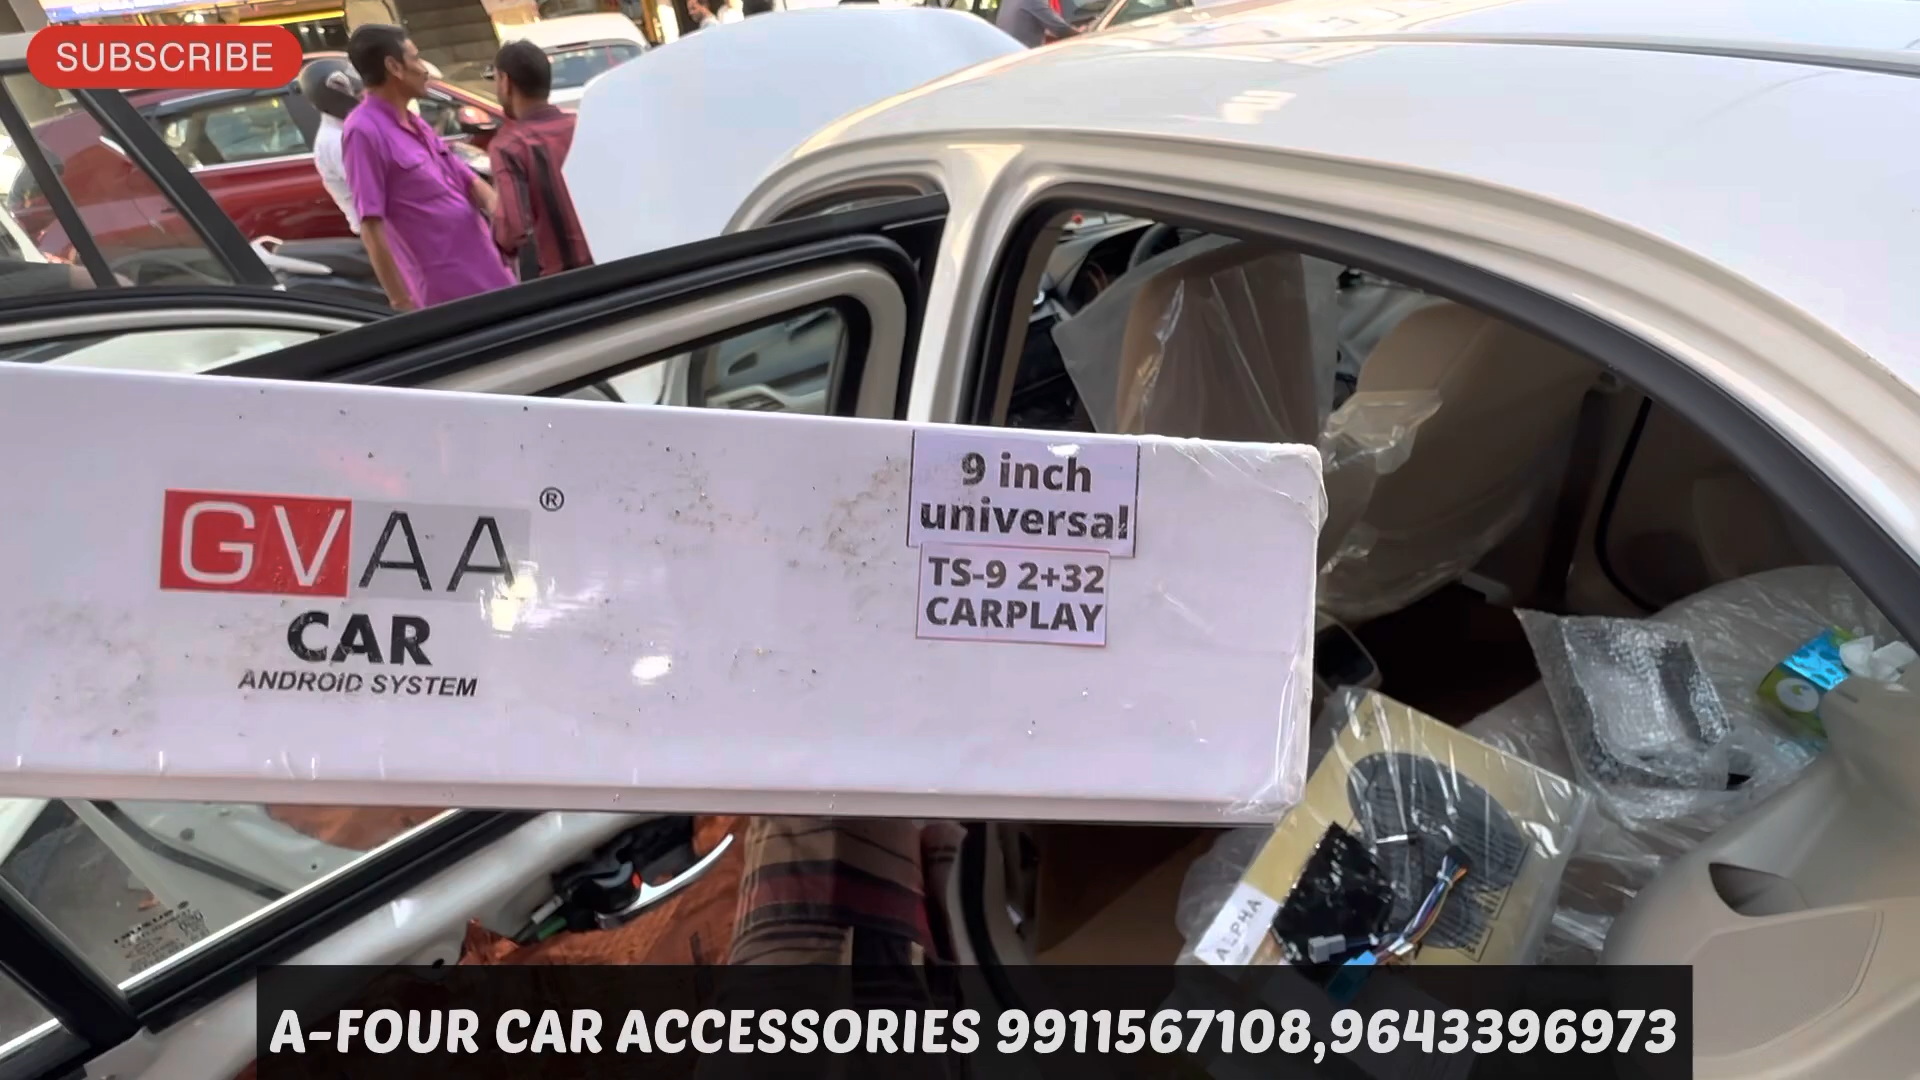 SUBSCRIBE
GVAA®
CAR
ANDROID SYSTEM
9 inch
universal
TS-9 2+32
CARPLAY
ALPHA
A-FOUR CAR ACCESSORIES 9911567108,9643396973